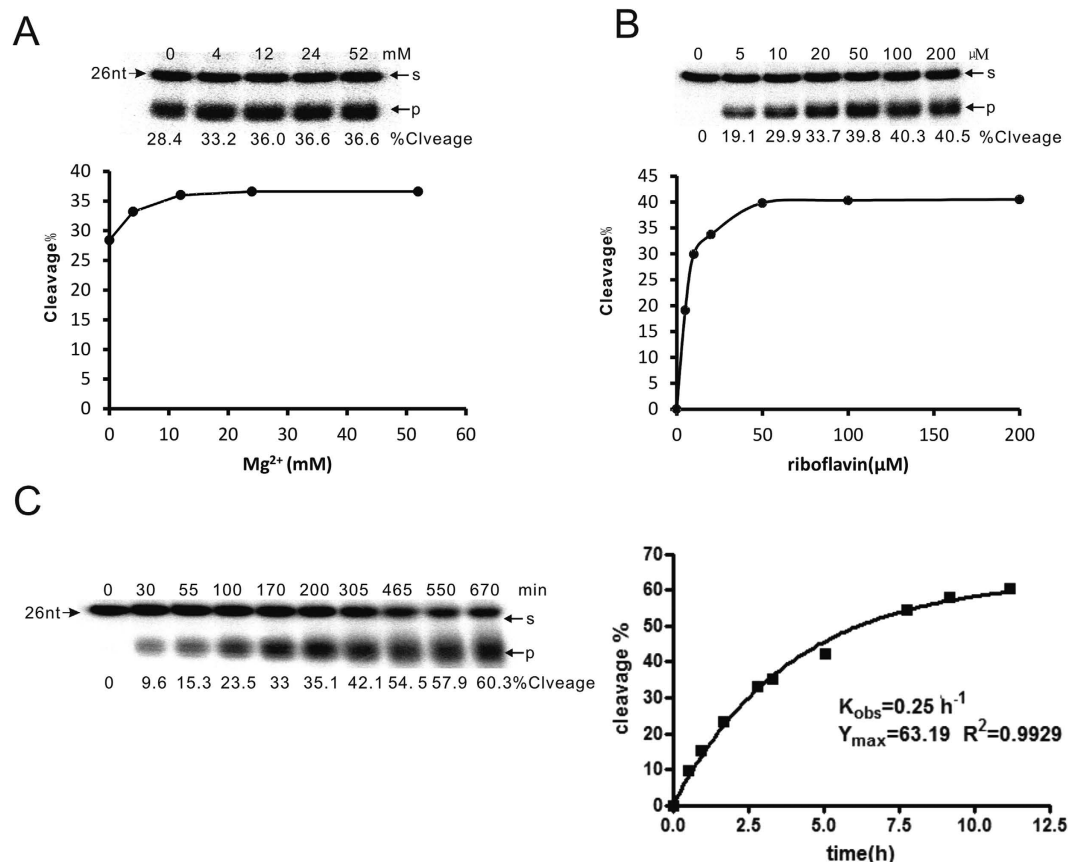 A
0 4 12 24 52 mM
26nt s
p
28.4 33.2 36.0 36.6 36.6 %Clveage
40
35
30
25
20
15
10
5
0
Cleavage%
0 10 20 30 40 50 60
Mg²⁺ (mM)
B
0 5 10 20 50 100 200 μM
s
p
0 19.1 29.9 33.7 39.8 40.3 40.5 %Clveage
45
40
35
30
25
20
15
10
5
0
Cleavage%
0 50 100 150 200
riboflavin(μM)
C
0 30 55 100 170 200 305 465 550 670 min
26nt s
p
0 9.6 15.3 23.5 33 35.1 42.1 54. 5 57.9 60.3%Clveage
70
60
50
40
30
20
10
0
cleavage %
Kobs=0.25 h⁻¹
Ymax=63.19 R²=0.9929
0.0 2.5 5.0 7.5 10.0 12.5
time(h)